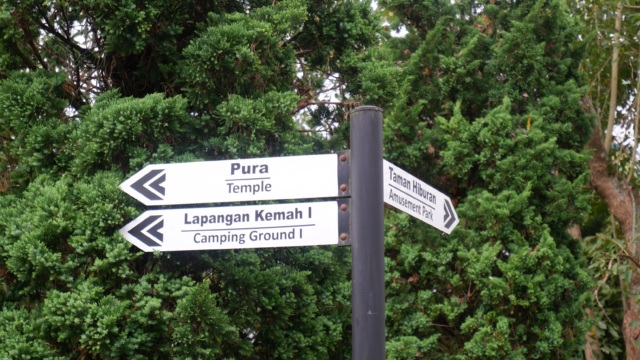 Pura
Temple
Lapangan Kemah I
Camping Ground I
Taman Hiburan
Amusement Park